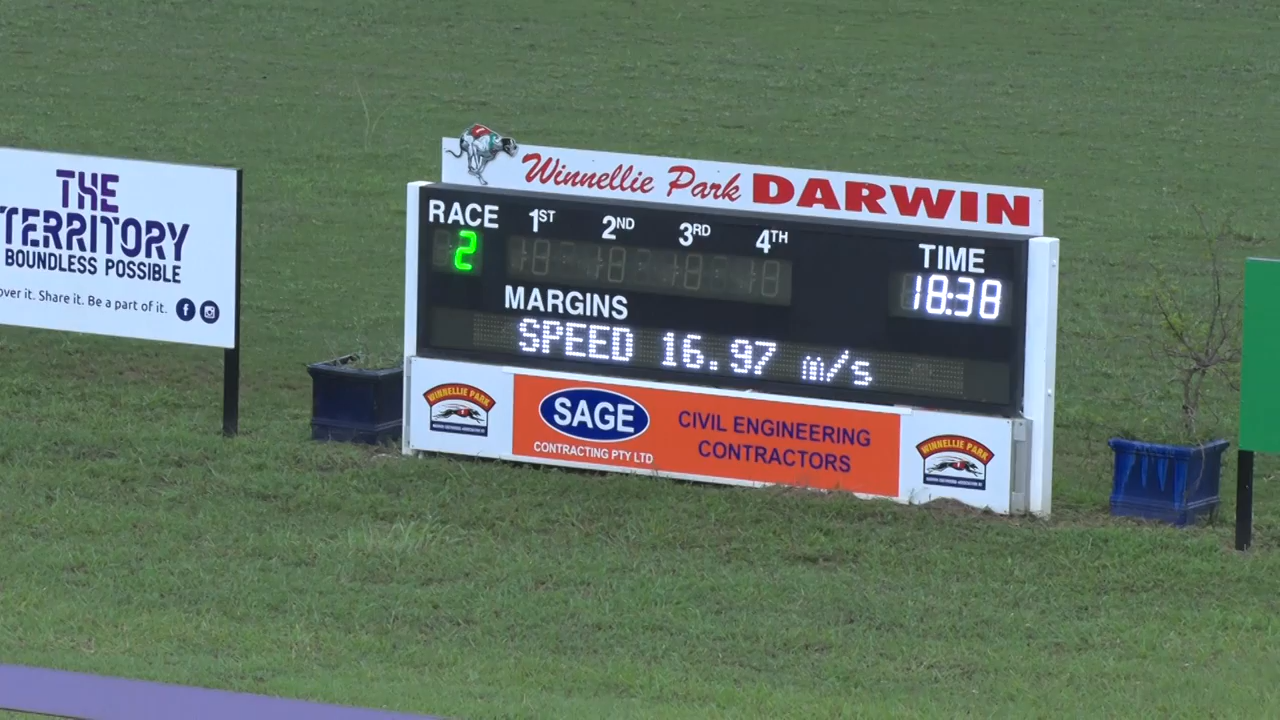 THE
TERRITORY
BOUNDLESS POSSIBLE
over it. Share it. Be a part of it.
Winnellie Park DARWIN
RACE 1ST 2ND 3RD 4TH TIME
2 18:38
MARGINS
SPEED 16.97 m/s
WINNELLIE PARK
SAGE
CONTRACTING PTY LTD
CIVIL ENGINEERING
CONTRACTORS
WINNELLIE PARK